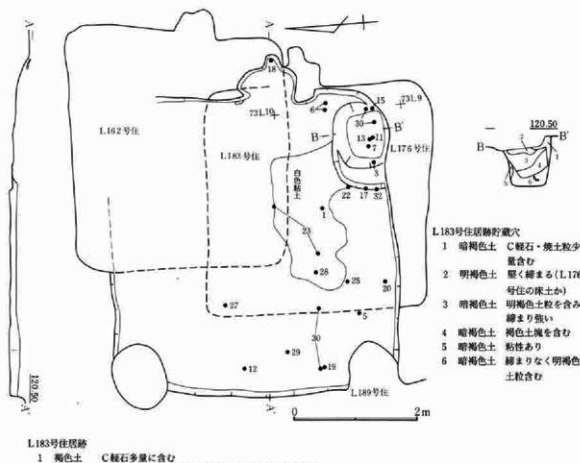 A
18
6
15
73L10
73L9
30
B
B'
13
11
7
3
L162号住
L183号住
L176号住
白色粘土
22
17
32
1
23
28
25
20
27
5
30
29
12
19
L189号住
A'
120.50
A
A'
0
2m
120.50
B
B'
2
1
3
4
5
6
L183号住居跡貯蔵穴
1 暗褐色土 C軽石・焼土粒少
量含む
2 明褐色土 堅く締まる(L176
号住の床土か)
3 暗褐色土 明褐色土粒を含み
締まり強い
4 暗褐色土 褐色土塊を含む
5 暗褐色土 粘性あり
6 暗褐色土 締まりなく明褐色
土粒含む
L183号住居跡
1 褐色土 C軽石多量に含む